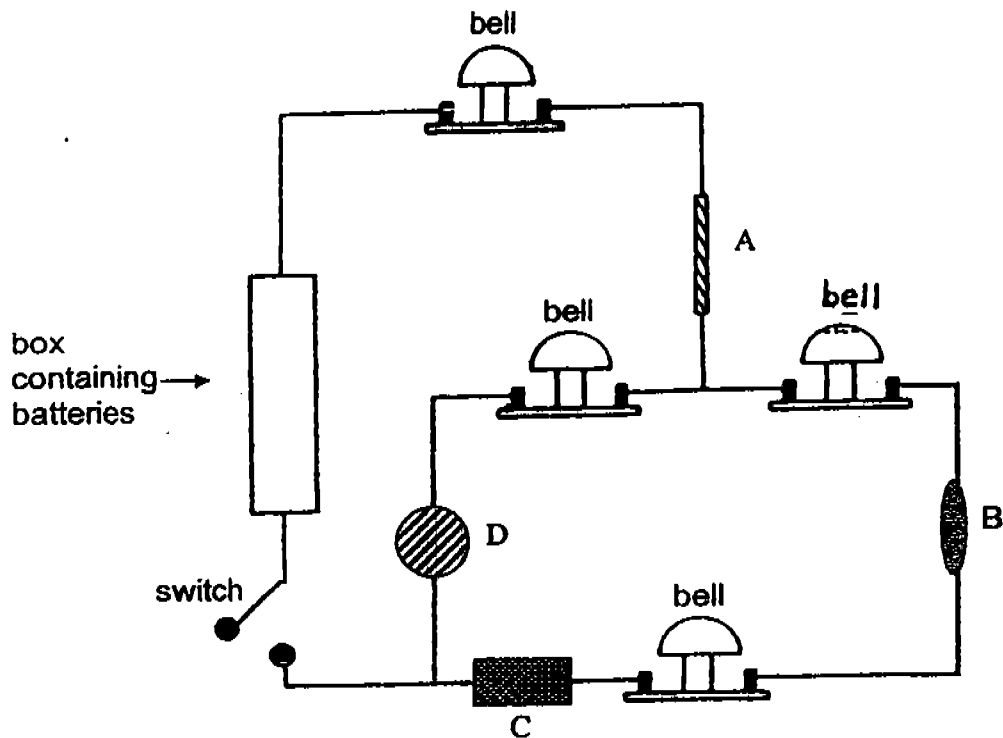 bell
A
bell
bell
box
containing
batteries
D
B
switch
bell
C